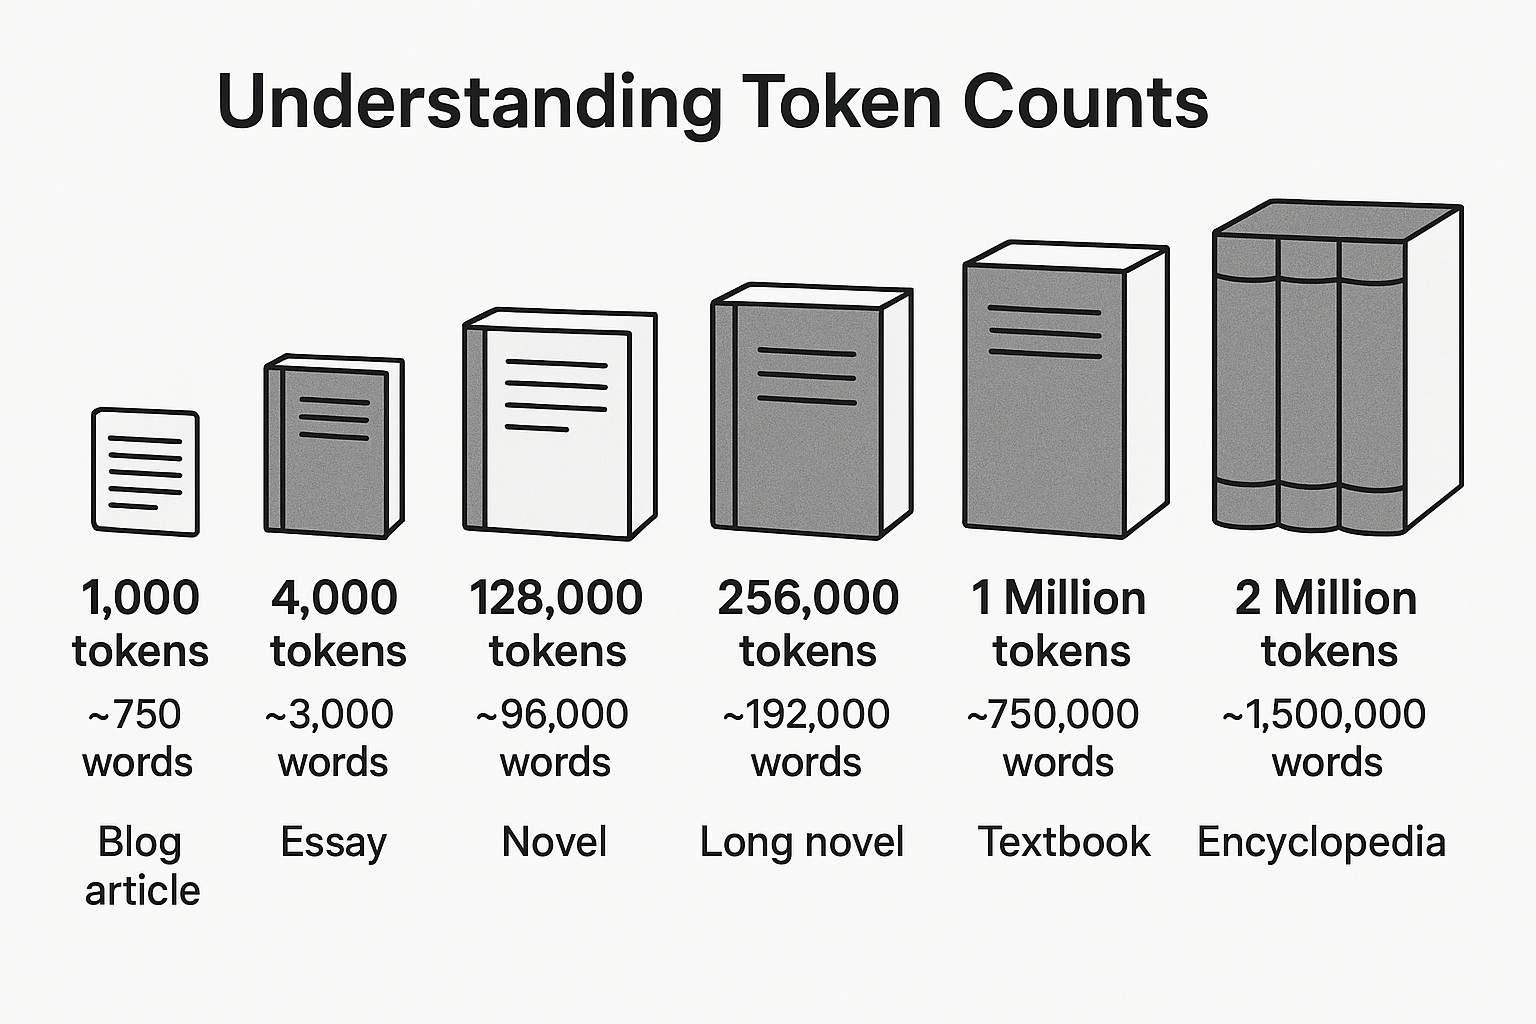 Understanding Token Counts
1,000
tokens
~750
words
Blog
article
4,000
tokens
~3,000
words
Essay
128,000
tokens
~96,000
words
Novel
256,000
tokens
~192,000
words
Long novel
1 Million
tokens
~750,000
words
Textbook
2 Million
tokens
~1,500,000
words
Encyclopedia